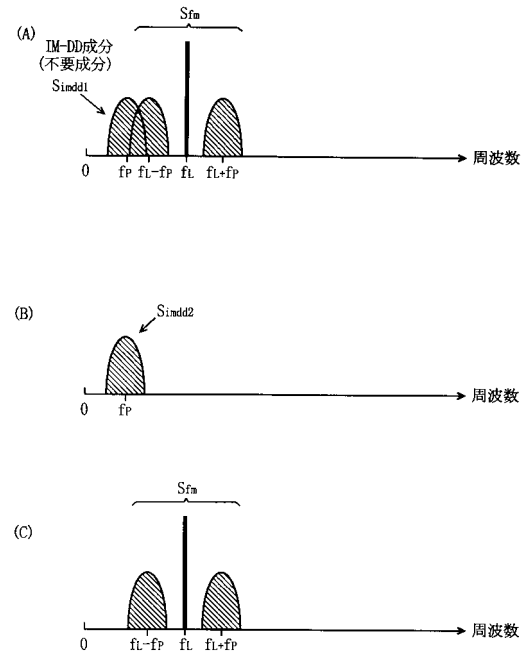 (A)
Sfm
IM-DD成分
(不要成分)
Simdd1
0 fP fL−fP fL fL+fP 周波数
(B)
Simdd2
0 fP 周波数
(C)
Sfm
0 fL−fP fL fL+fP 周波数